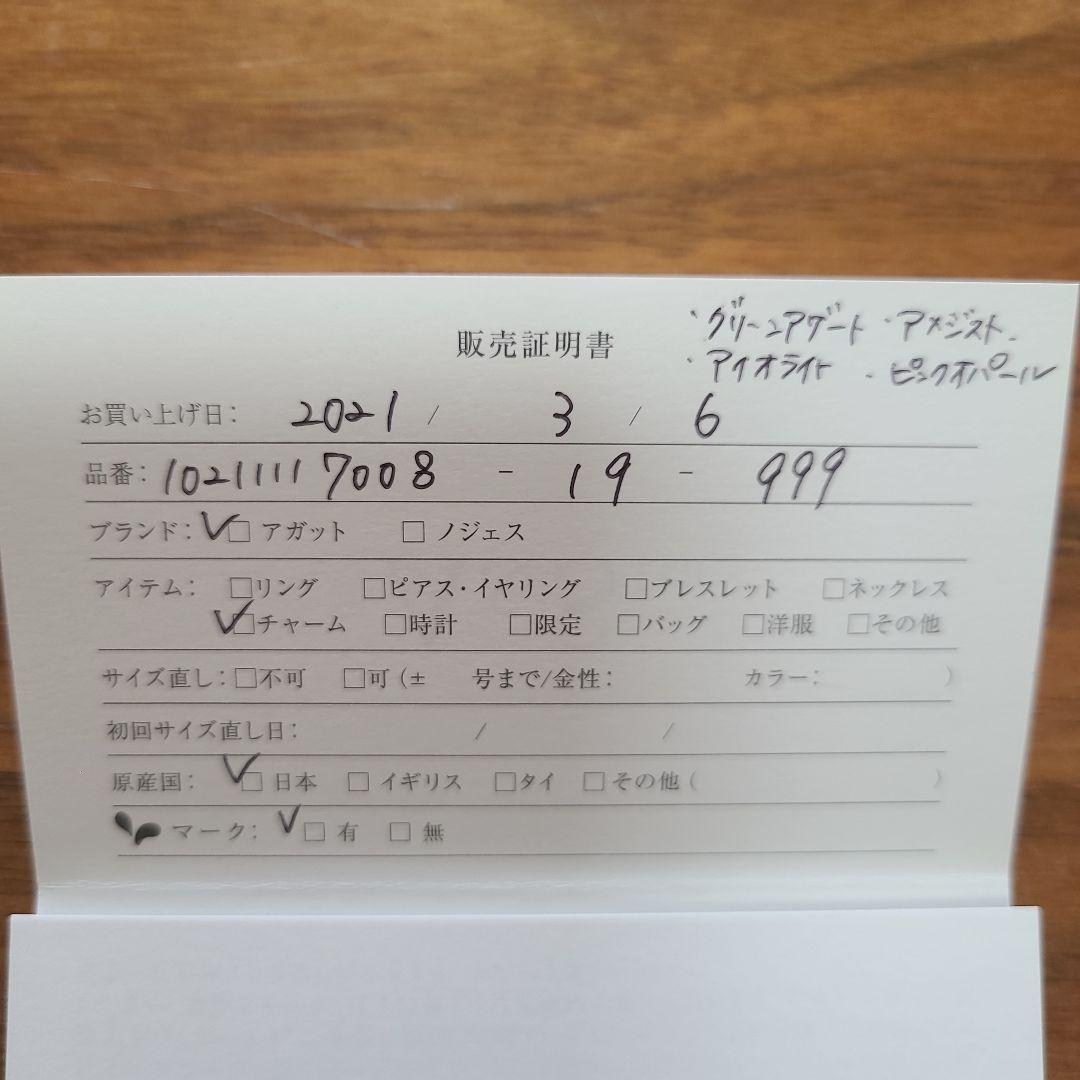 ・グリーンアゲート ・アメジスト
販売証明書
・アイオライト ・ピンクオパール
お買い上げ日: 2021 / 3 / 6
品番: 10211117008 - 19 - 999
ブランド: ✓□ アガット □ ノジェス
アイテム: □リング □ピアス・イヤリング □ブレスレット □ネックレス
✓□チャーム □時計 □限定 □バッグ □洋服 □その他
サイズ直し: □不可 □可 (± 号まで/金性: カラー: )
初回サイズ直し日: / /
原産国: ✓□ 日本 □ イギリス □タイ □ その他 ( )
マーク: ✓□ 有 □ 無